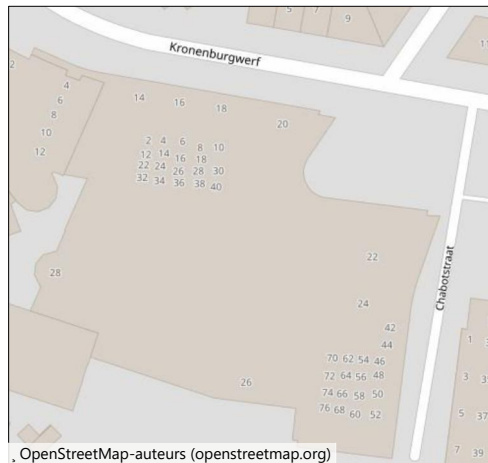 5 7 9
11
Kronenburgwerf
2
4
6
8
10
12
14 16 18
20
2 4 6 8 10
12 14 16 18
22 24 26 28 30
32 34 36 38 40
22
Chabotstraat
28
24
42
44
70 62 54 46
72 64 56 48
74 66 58 50
76 68 60 52
26
1
3
5 37
7 39
OpenStreetMap-auteurs (openstreetmap.org)